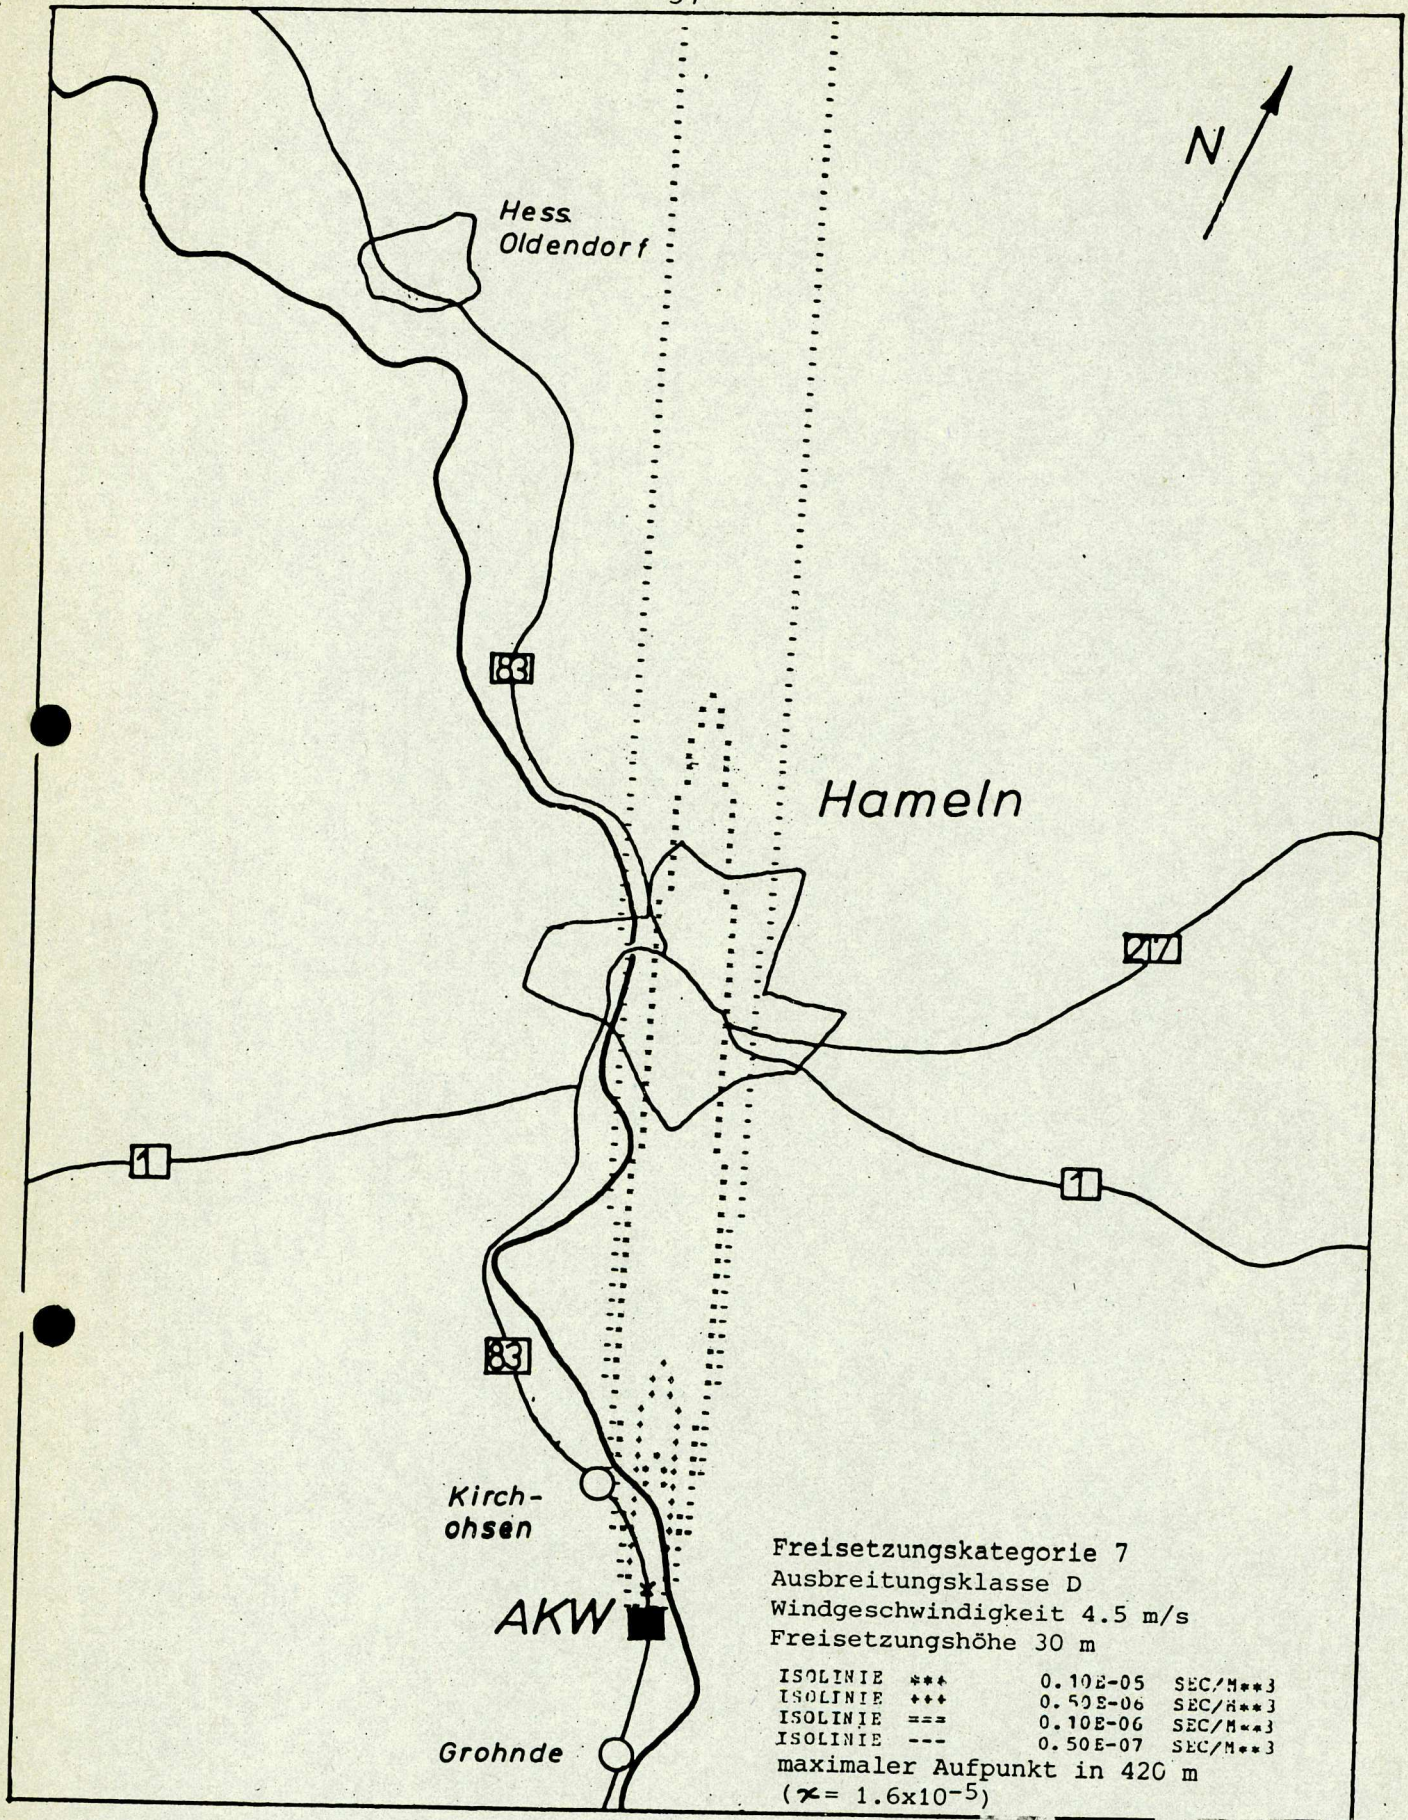 N
Hess.
Oldendorf
83
Hameln
217
1
1
83
Kirch-
ohsen
AKW
Grohnde
Freisetzungskategorie 7
Ausbreitungsklasse D
Windgeschwindigkeit 4.5 m/s
Freisetzungshöhe 30 m
ISOLINIE *** 0.10E-05 SEC/M**3
ISOLINIE +++ 0.50E-06 SEC/M**3
ISOLINIE === 0.10E-06 SEC/M**3
ISOLINIE --- 0.50E-07 SEC/M**3
maximaler Aufpunkt in 420 m
(ϰ= 1.6x10⁻⁵)